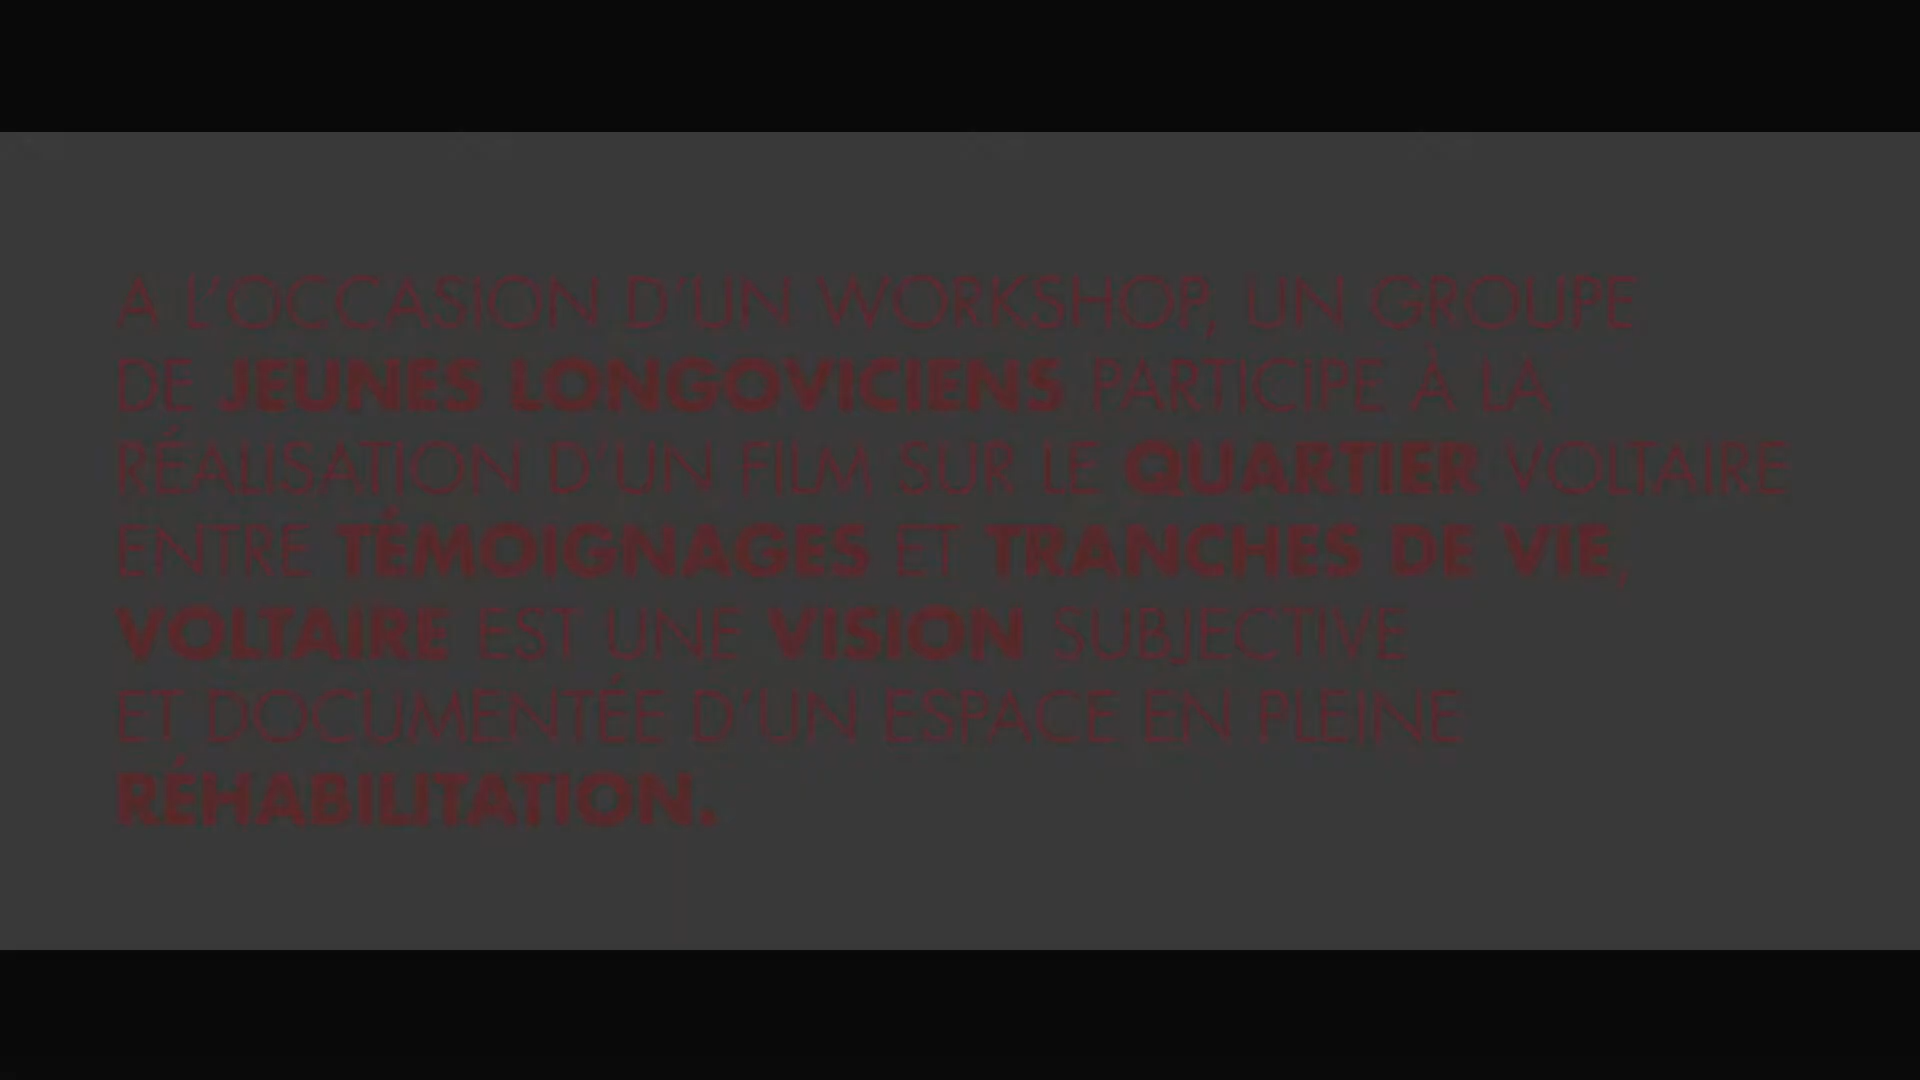 A L'OCCASION D'UN WORKSHOP, UN GROUPE
DE JEUNES LONGOVICIENS PARTICIPE À LA
RÉALISATION D'UN FILM SUR LE QUARTIER VOLTAIRE
ENTRE TÉMOIGNAGES ET TRANCHES DE VIE,
VOLTAIRE EST UNE VISION SUBJECTIVE
ET DOCUMENTÉE D'UN ESPACE EN PLEINE
RÉHABILITATION.